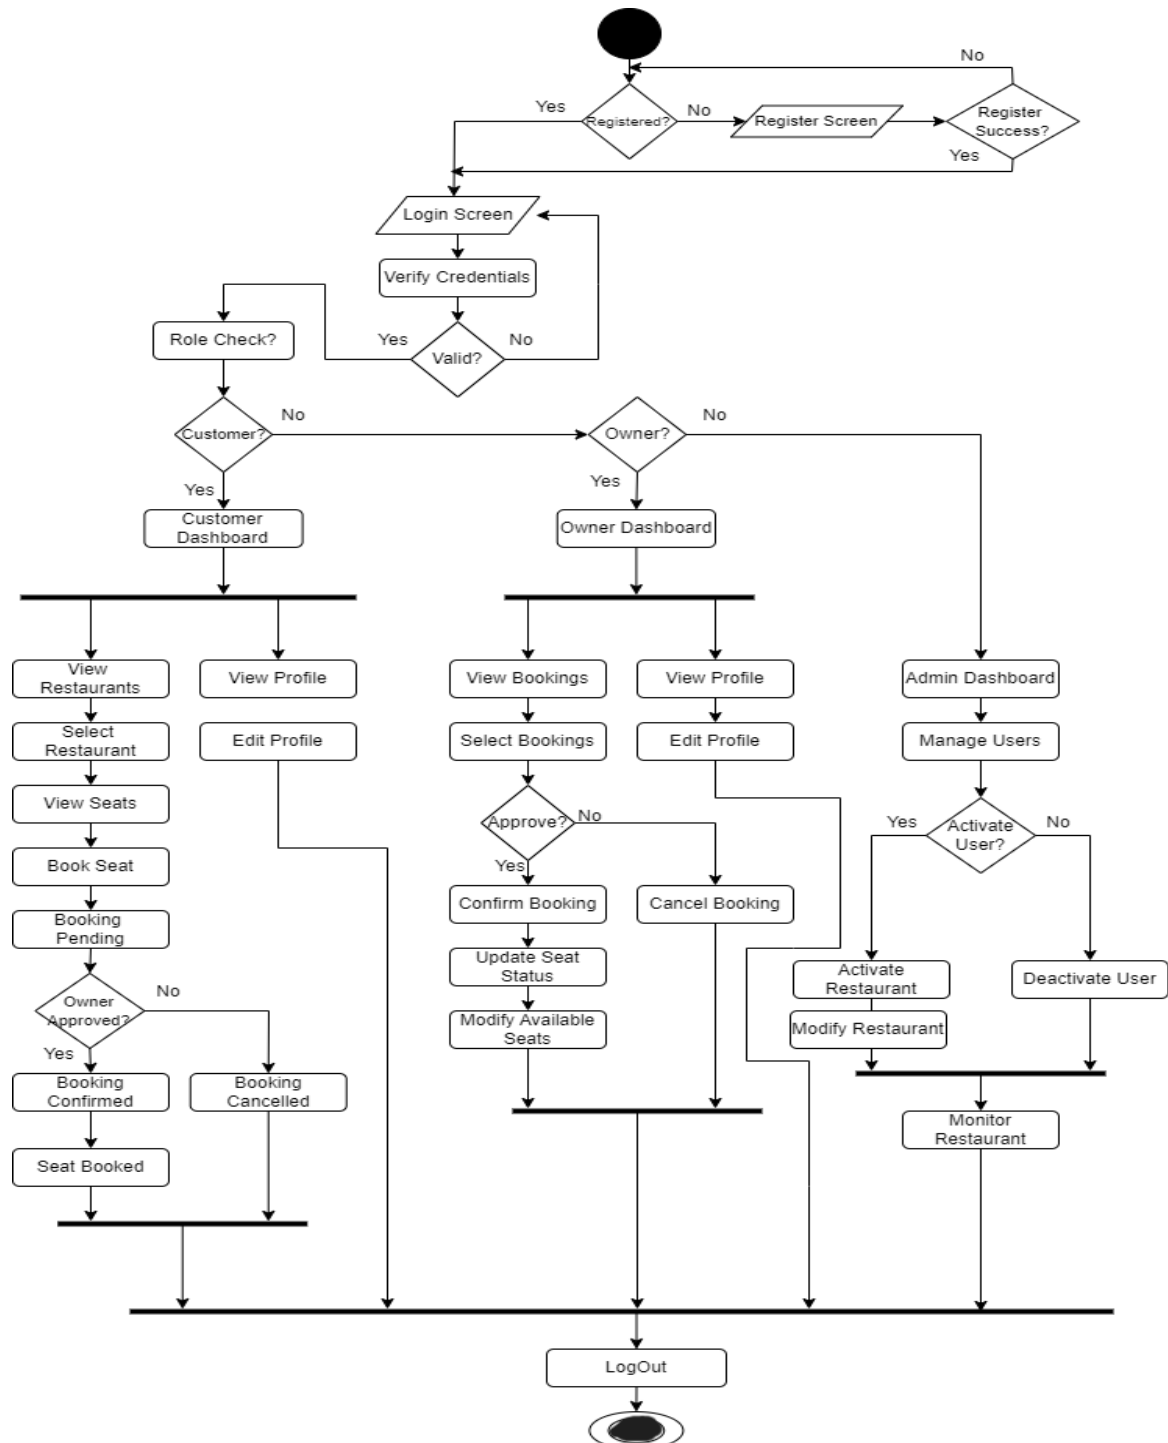 No
Yes
Registered?
No
Register Screen
Register
Success?
Yes
Login Screen
Verify Credentials
Role Check?
Yes
Valid?
No
Customer?
No
Owner?
No
Yes
Yes
Customer
Dashboard
Owner Dashboard
View
Restaurants
View Profile
View Bookings
View Profile
Admin Dashboard
Select
Restaurant
Edit Profile
Select Bookings
Edit Profile
Manage Users
View Seats
Approve?
No
Yes
Activate
User?
No
Yes
Book Seat
Confirm Booking
Cancel Booking
Booking
Pending
Update Seat
Status
Activate
Restaurant
Deactivate User
Owner
Approved?
No
Modify Available
Seats
Modify Restaurant
Yes
Booking
Confirmed
Booking
Cancelled
Monitor
Restaurant
Seat Booked
LogOut